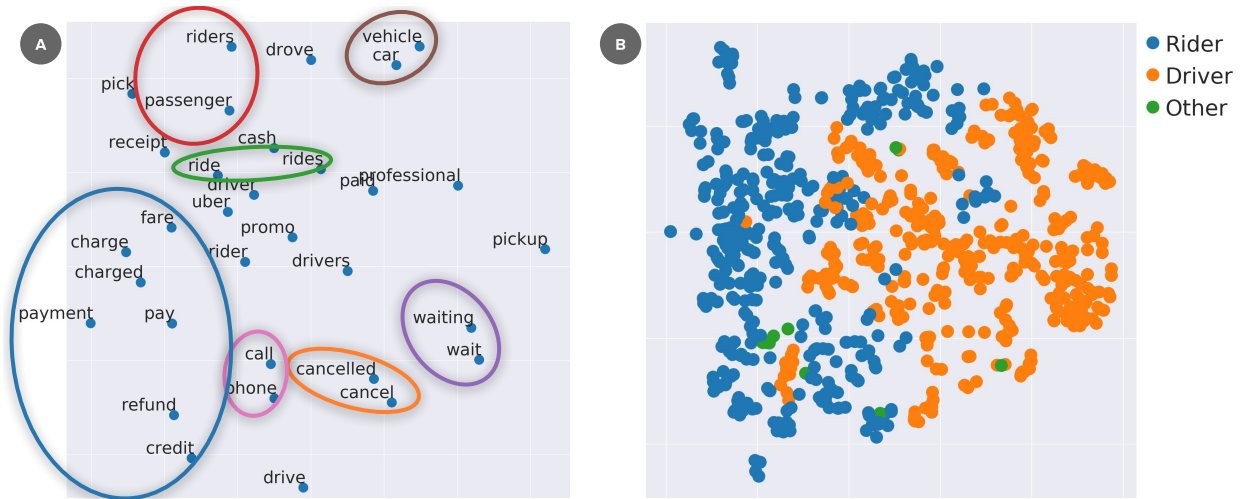 A
riders
drove
vehicle
car
pick
passenger
receipt
cash
ride
rides
driver
paid
professional
uber
fare
promo
charge
rider
drivers
pickup
charged
payment
pay
waiting
call
wait
cancelled
phone
cancel
refund
credit
drive
B
Rider
Driver
Other